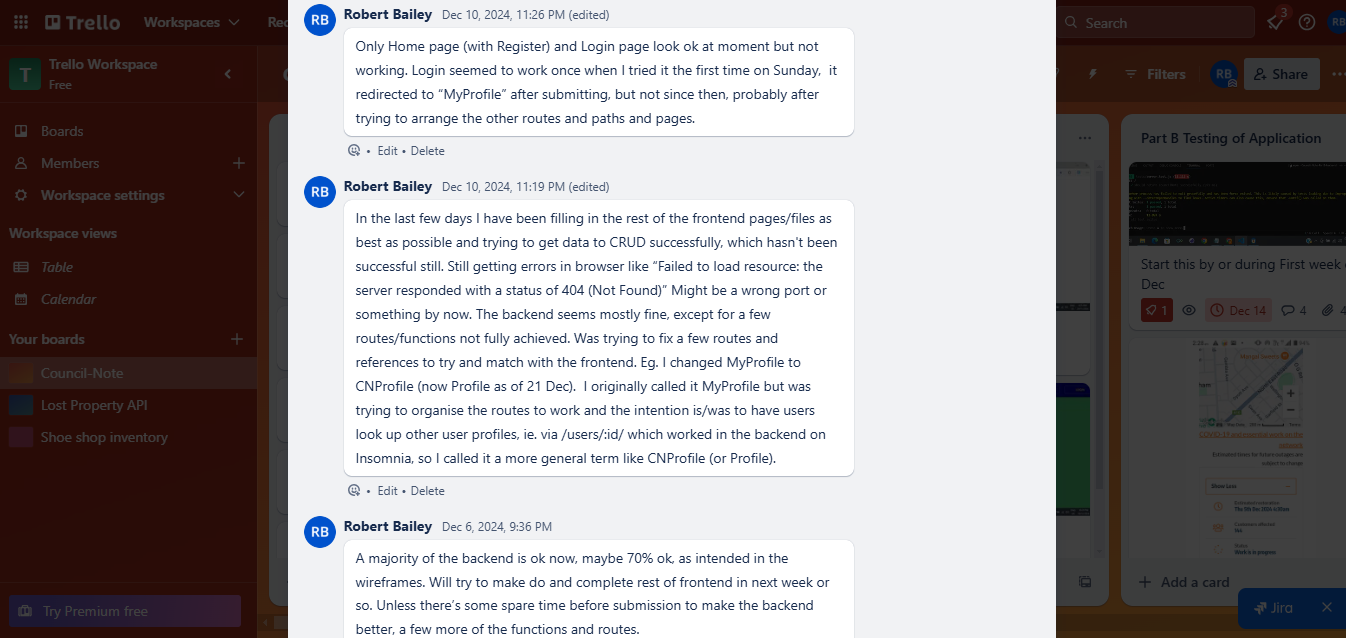 Trello
Workspaces
Rec
Search
3
RB
Trello Workspace
Free
T
Boards
Members
Workspace settings
Workspace views
Table
Calendar
Your boards
Council-Note
Lost Property API
Shoe shop inventory
Try Premium free
RB
Robert Bailey Dec 10, 2024, 11:26 PM (edited)
Only Home page (with Register) and Login page look ok at moment but not
working. Login seemed to work once when I tried it the first time on Sunday, it
redirected to “MyProfile” after submitting, but not since then, probably after
trying to arrange the other routes and paths and pages.
• Edit • Delete
RB
Robert Bailey Dec 10, 2024, 11:19 PM (edited)
In the last few days I have been filling in the rest of the frontend pages/files as
best as possible and trying to get data to CRUD successfully, which hasn't been
successful still. Still getting errors in browser like “Failed to load resource: the
server responded with a status of 404 (Not Found)” Might be a wrong port or
something by now. The backend seems mostly fine, except for a few
routes/functions not fully achieved. Was trying to fix a few routes and
references to try and match with the frontend. Eg. I changed MyProfile to
CNProfile (now Profile as of 21 Dec). I originally called it MyProfile but was
trying to organise the routes to work and the intention is/was to have users
look up other user profiles, ie. via /users/:id/ which worked in the backend on
Insomnia, so I called it a more general term like CNProfile (or Profile).
• Edit • Delete
RB
Robert Bailey Dec 6, 2024, 9:36 PM
A majority of the backend is ok now, maybe 70% ok, as intended in the
wireframes. Will try to make do and complete rest of frontend in next week or
so. Unless there’s some spare time before submission to make the backend
better, a few more of the functions and routes.
Filters
RB
Share
Part B Testing of Application
Start this by or during First week
Dec
1
Dec 14
4
4
Show Less
Add a card
Jira